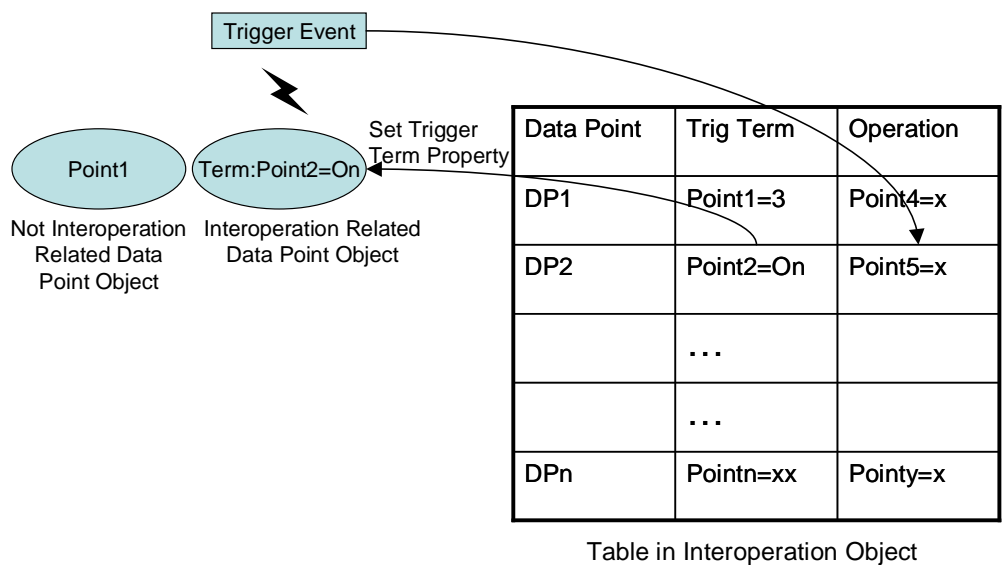 Trigger Event
Set Trigger
Term Property
Point1
Term:Point2=On
Not Interoperation
Related Data
Point Object
Interoperation Related
Data Point Object
Data Point Trig Term Operation
DP1 Point1=3 Point4=x
DP2 Point2=On Point5=x
...
...
DPn Pointn=xx Pointy=x
Table in Interoperation Object